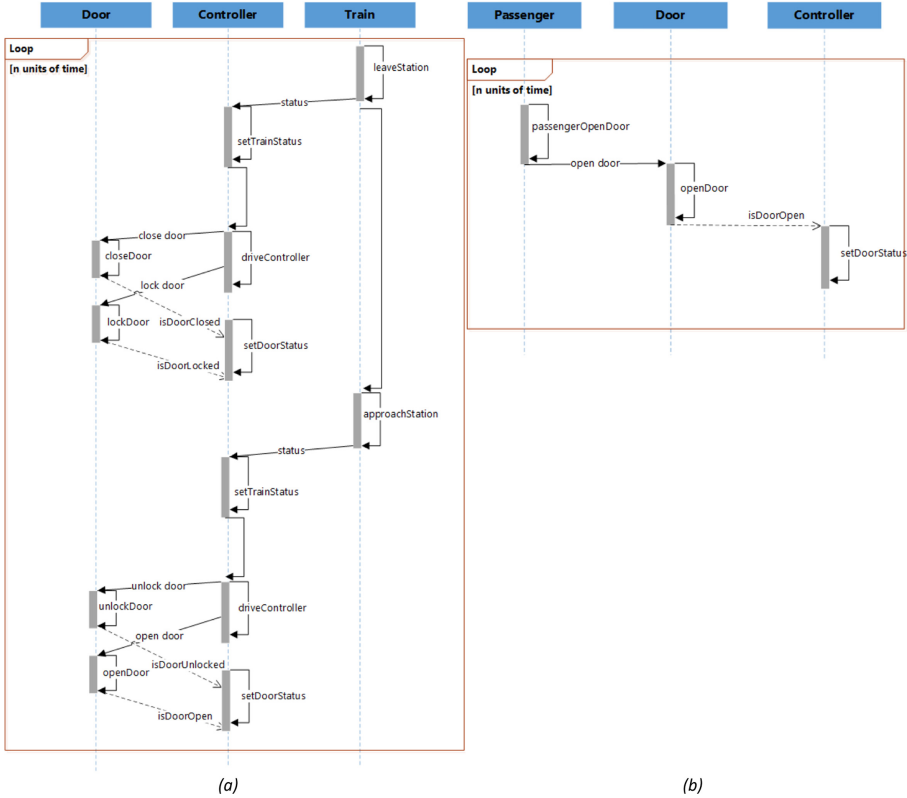 Door
Controller
Train
Loop
[n units of time]
leaveStation
status
setTrainStatus
close door
closeDoor
driveController
lock door
lockDoor
isDoorClosed
setDoorStatus
isDoorLocked
approachStation
status
setTrainStatus
unlock door
unlockDoor
driveController
open door
isDoorUnlocked
openDoor
setDoorStatus
isDoorOpen
(a)
Passenger
Door
Controller
Loop
[n units of time]
passengerOpenDoor
open door
openDoor
isDoorOpen
setDoorStatus
(b)